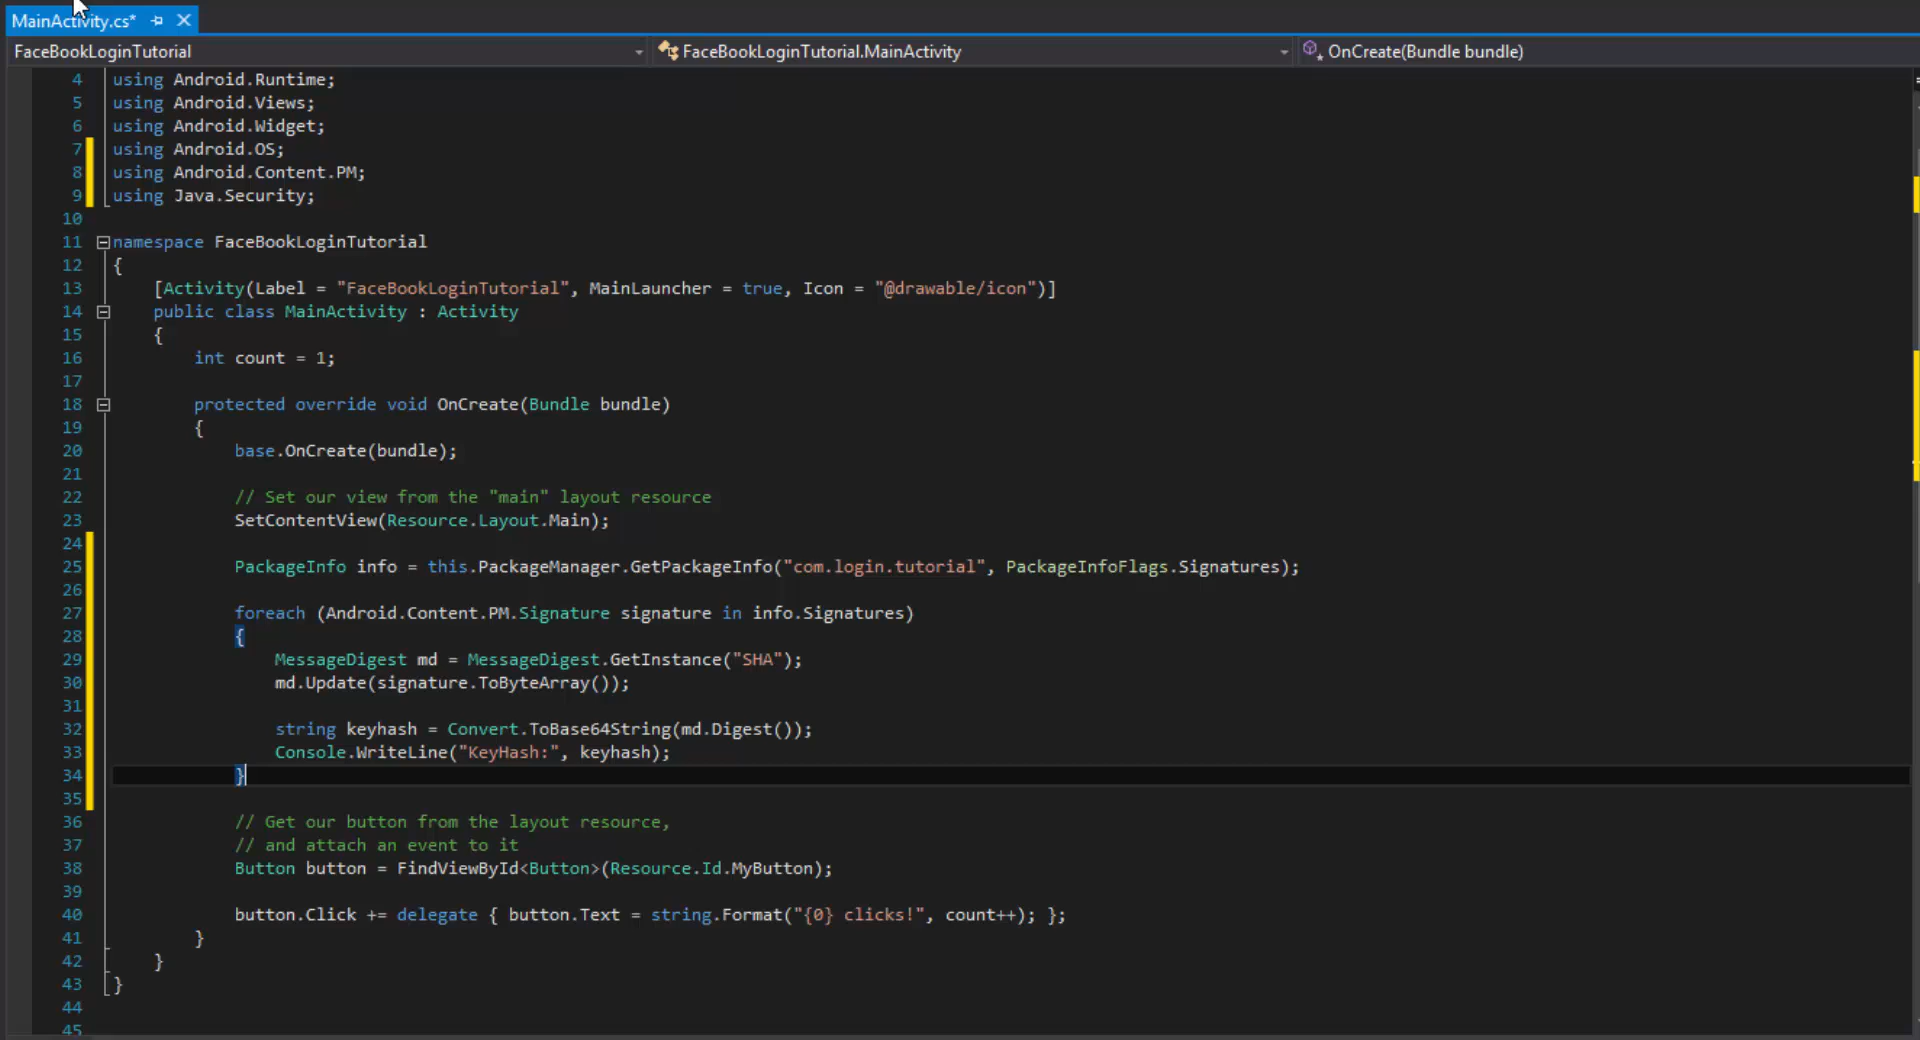 MainActivity.cs*
FaceBookLoginTutorial FaceBookLoginTutorial.MainActivity OnCreate(Bundle bundle)
4 using Android.Runtime;
5 using Android.Views;
6 using Android.Widget;
7 using Android.OS;
8 using Android.Content.PM;
9 using Java.Security;
10
11 namespace FaceBookLoginTutorial
12 {
13 [Activity(Label = "FaceBookLoginTutorial", MainLauncher = true, Icon = "@drawable/icon")]
14 public class MainActivity : Activity
15 {
16 int count = 1;
17
18 protected override void OnCreate(Bundle bundle)
19 {
20 base.OnCreate(bundle);
21
22 // Set our view from the "main" layout resource
23 SetContentView(Resource.Layout.Main);
24
25 PackageInfo info = this.PackageManager.GetPackageInfo("com.login.tutorial", PackageInfoFlags.Signatures);
26
27 foreach (Android.Content.PM.Signature signature in info.Signatures)
28 {
29 MessageDigest md = MessageDigest.GetInstance("SHA");
30 md.Update(signature.ToByteArray());
31
32 string keyhash = Convert.ToBase64String(md.Digest());
33 Console.WriteLine("KeyHash:", keyhash);
34 }
35
36 // Get our button from the layout resource,
37 // and attach an event to it
38 Button button = FindViewById<Button>(Resource.Id.MyButton);
39
40 button.Click += delegate { button.Text = string.Format("{0} clicks!", count++); };
41 }
42 }
43 }
44
45